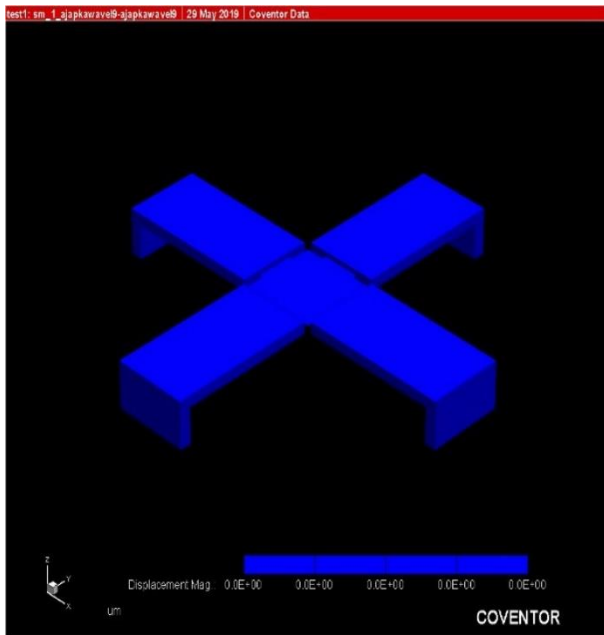 test1: sm_1_ajapkawavel9-ajapkawavel9 | 29 May 2019 | Coventor Data
Z
Y
X
Displacement Mag: 0.0E+00 0.0E+00 0.0E+00 0.0E+00 0.0E+00
um
COVENTOR